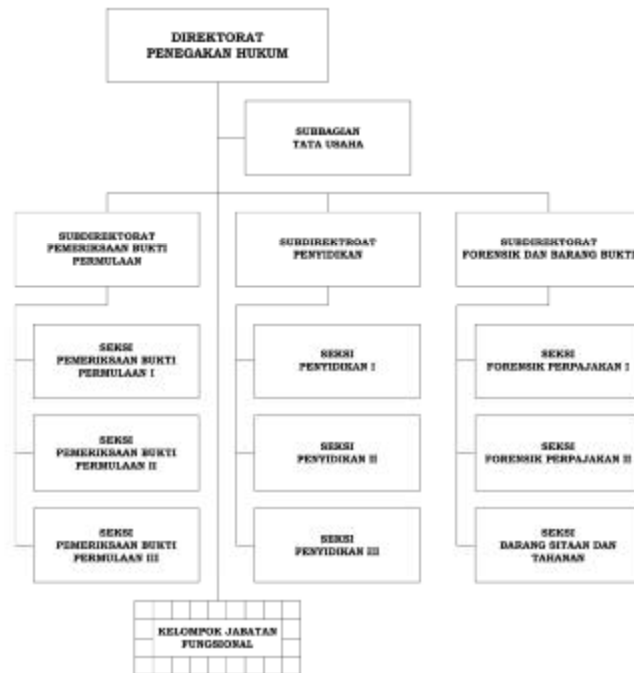 DIREKTORAT
PENEGAKAN HUKUM
SUBBAGIAN
TATA USAHA
SUBDIREKTORAT
PEMERIKSAAN BUKTI
PERMULAAN
SUBDIREKTROAT
PENYIDIKAN
SUBDIREKTORAT
FORENSIK DAN BARANG BUKTI
SEKSI
PEMERIKSAAN BUKTI
PERMULAAN I
SEKSI
PENYIDIKAN I
SEKSI
FORENSIK PERPAJAKAN I
SEKSI
PEMERIKSAAN BUKTI
PERMULAAN II
SEKSI
PENYIDIKAN II
SEKSI
FORENSIK PERPAJAKAN II
SEKSI
PEMERIKSAAN BUKTI
PERMULAAN III
SEKSI
PENYIDIKAN III
SEKSI
BARANG SITAAN DAN
TAHANAN
KELOMPOK JABATAN
FUNGSIONAL